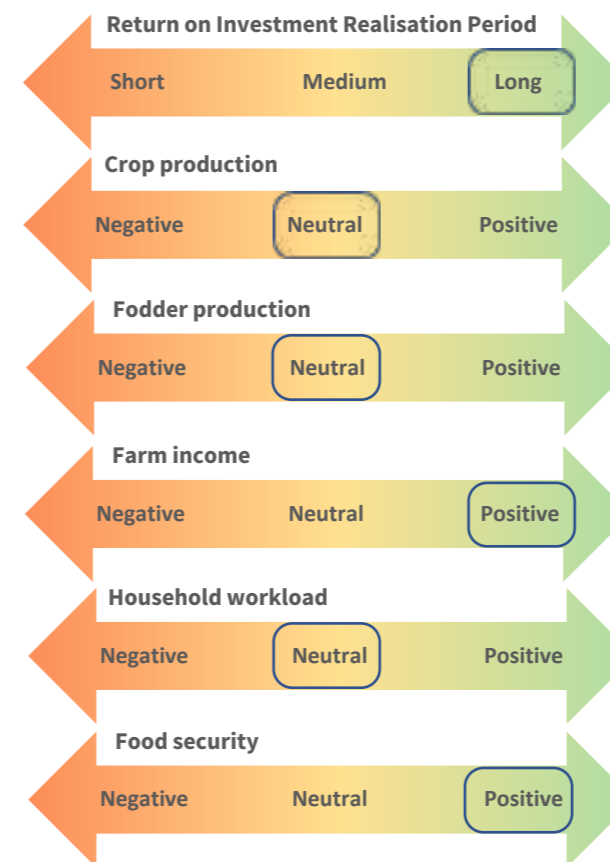 Return on Investment Realisation Period
Short Medium Long
Crop production
Negative Neutral Positive
Fodder production
Negative Neutral Positive
Farm income
Negative Neutral Positive
Household workload
Negative Neutral Positive
Food security
Negative Neutral Positive